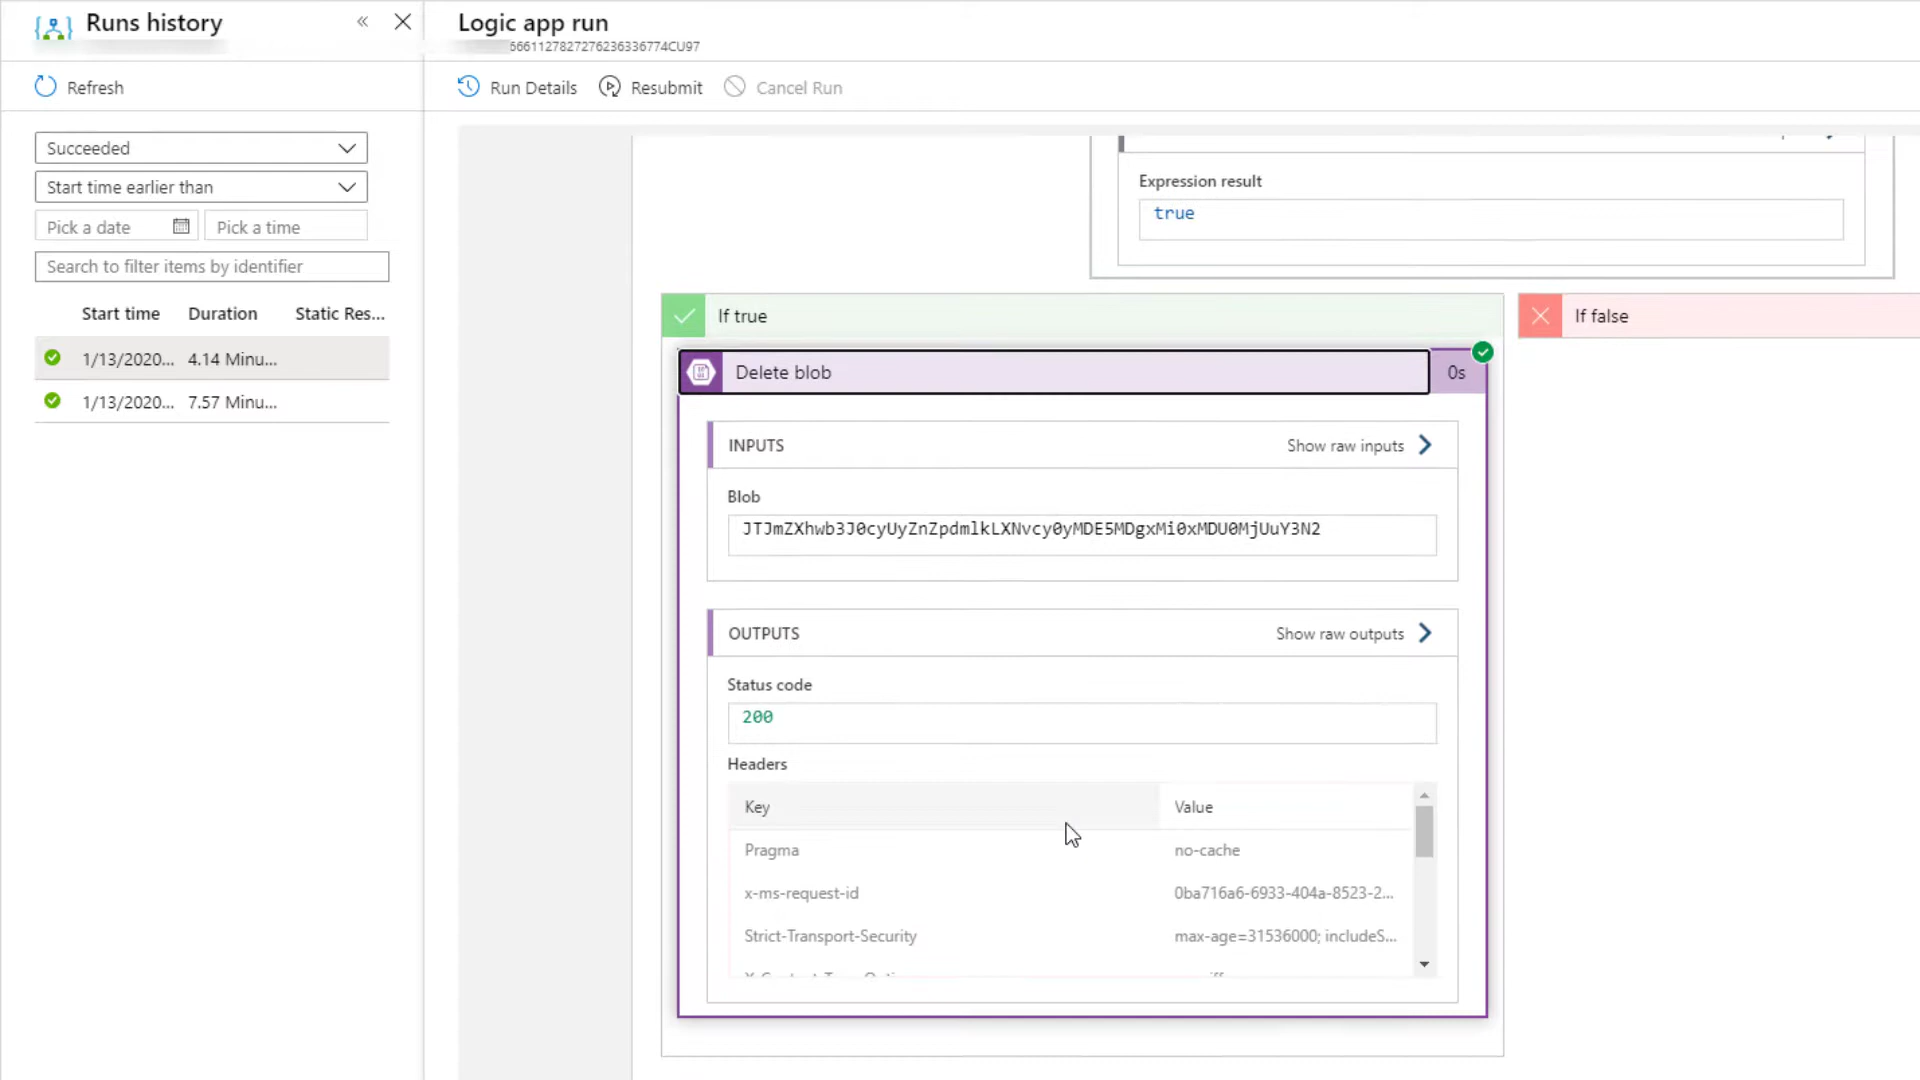 Runs history
Refresh
Succeeded
Start time earlier than
Pick a date
Pick a time
Search to filter items by identifier
Start time Duration Static Res...
1/13/2020... 4.14 Minu...
1/13/2020... 7.57 Minu...
Logic app run
66611278272762363367​74CU97
Run Details
Resubmit
Cancel Run
Expression result
true
If true
If false
Delete blob
0s
INPUTS
Show raw inputs
Blob
JTJmZXhwb3J0cyUyZnZpdmlkLXNvcy0yMDE5MDgxMi0xMDU0MjUuY3N2
OUTPUTS
Show raw outputs
Status code
200
Headers
Key Value
Pragma no-cache
x-ms-request-id 0ba716a6-6933-404a-8523-2...
Strict-Transport-Security max-age=31536000; includeS...